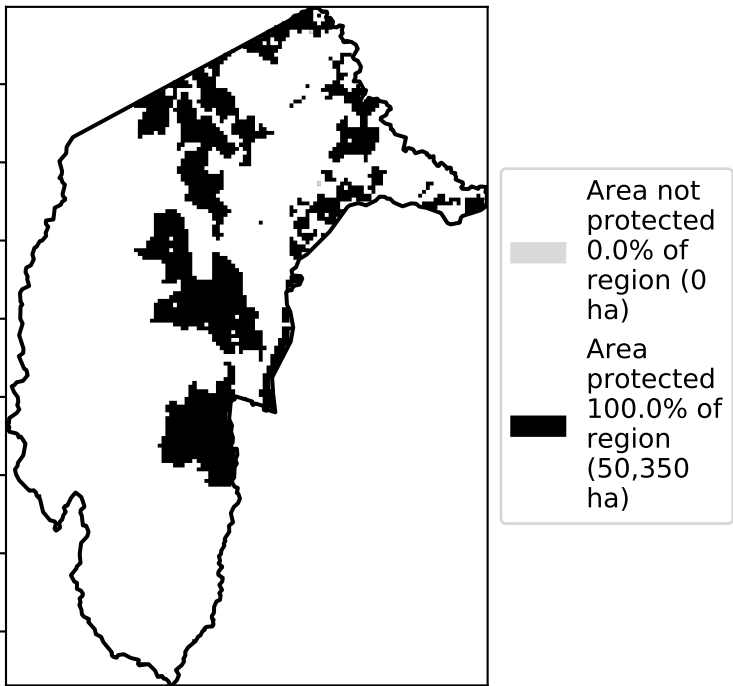 Area not
protected
0.0% of
region (0
ha)
Area
protected
100.0% of
region
(50,350
ha)